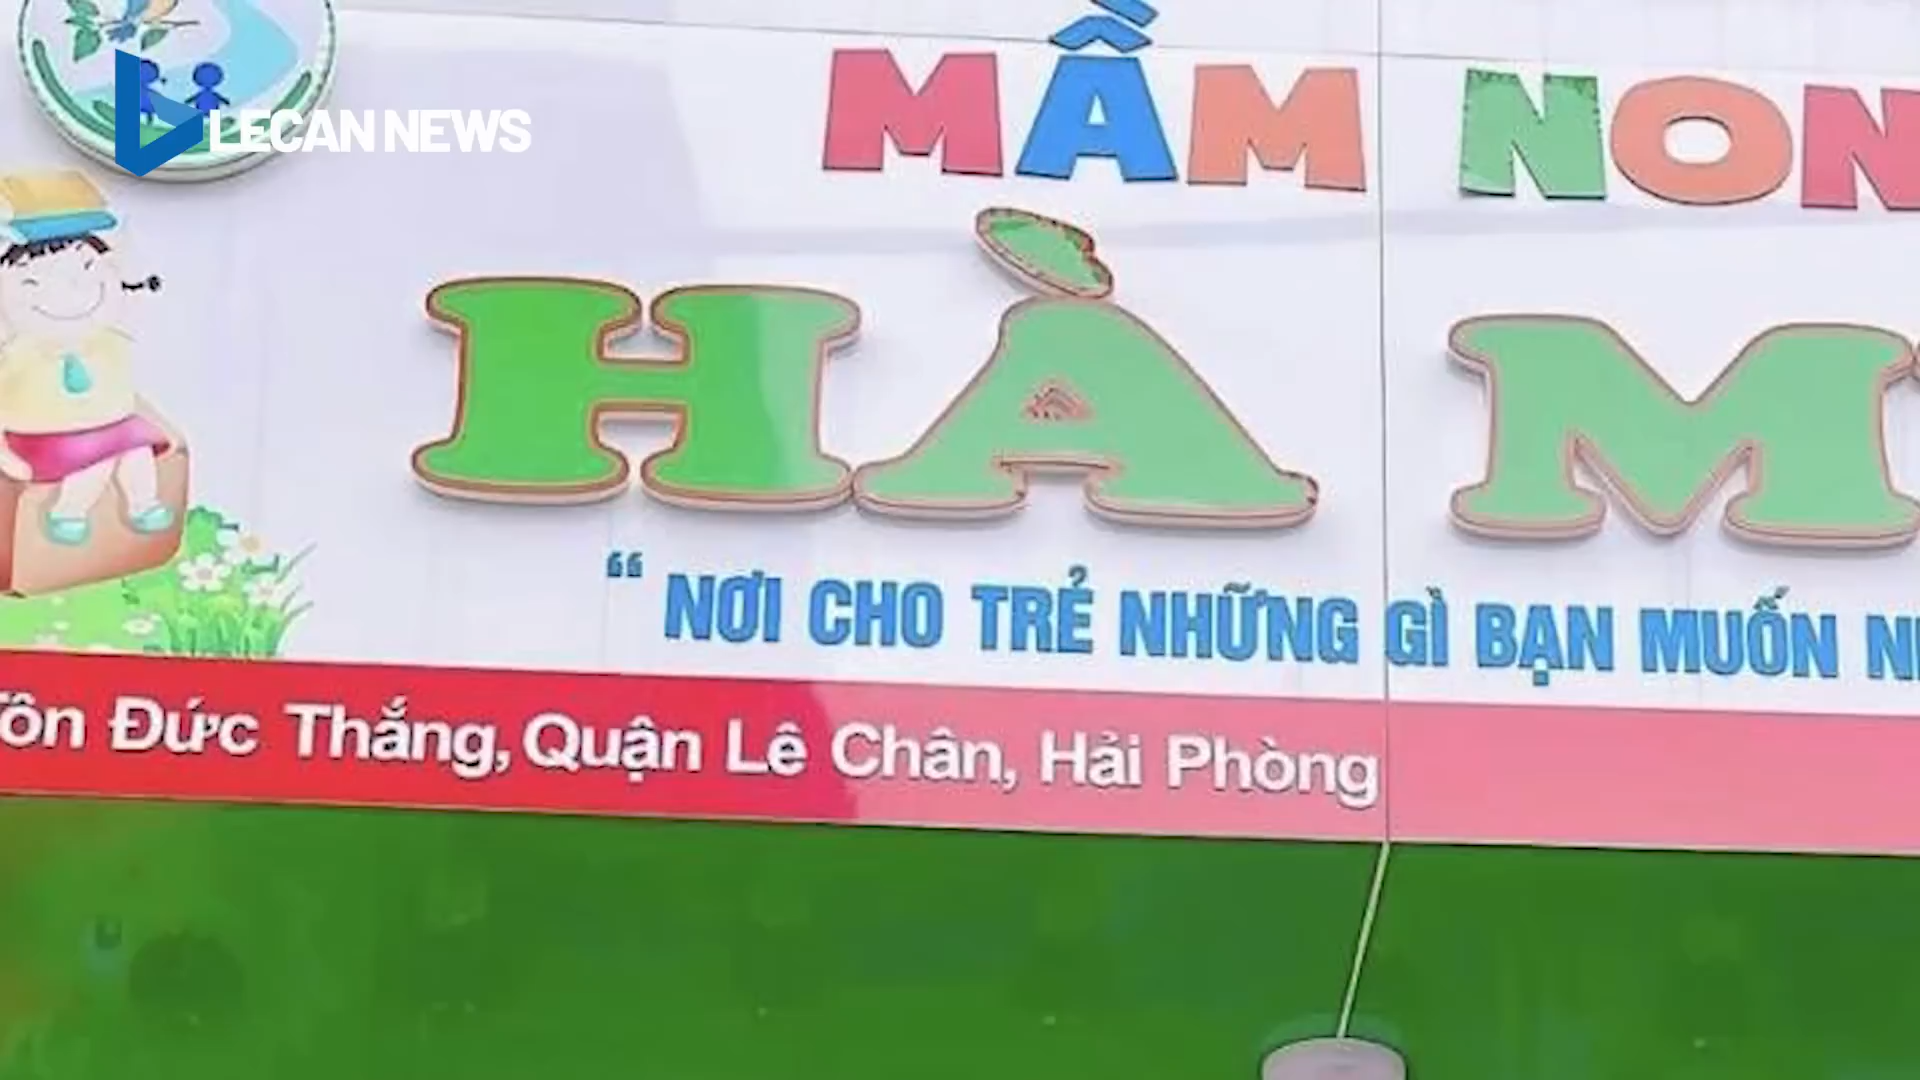 LECAN NEWS
MẦM NON
HÀ M
“ NƠI CHO TRẺ NHỮNG GÌ BẠN MUỐN
Tôn Đức Thắng, Quận Lê Chân, Hải Phòng